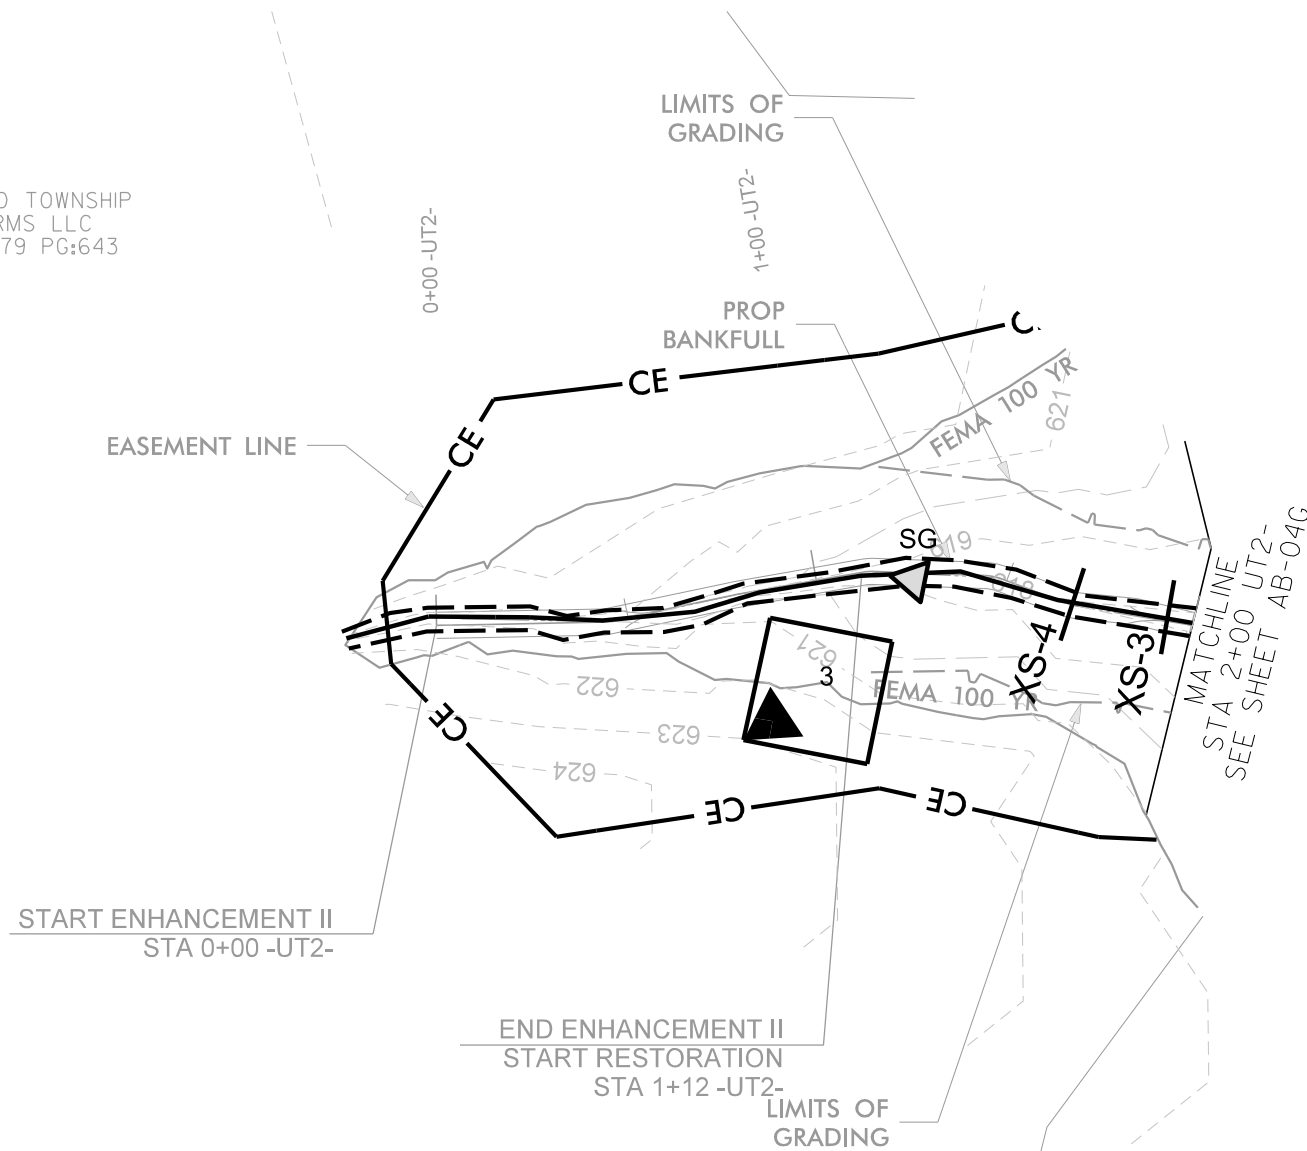 LIMITS OF
GRADING
TOWNSHIP
LLC
79 PG:643
0+00 -UT2-
1+00 -UT2-
PROP
BANKFULL
CE
CE
EASEMENT LINE
FEMA 100 YR
621
SG
619
618
621
3
622
FEMA 100 YR
XS-4
XS-3
MATCHLINE
STA 2+00 UT2-
SEE SHEET AB-04G
CE
623
624
CE
CE
START ENHANCEMENT II
STA 0+00 -UT2-
END ENHANCEMENT II
START RESTORATION
STA 1+12 -UT2-
LIMITS OF
GRADING